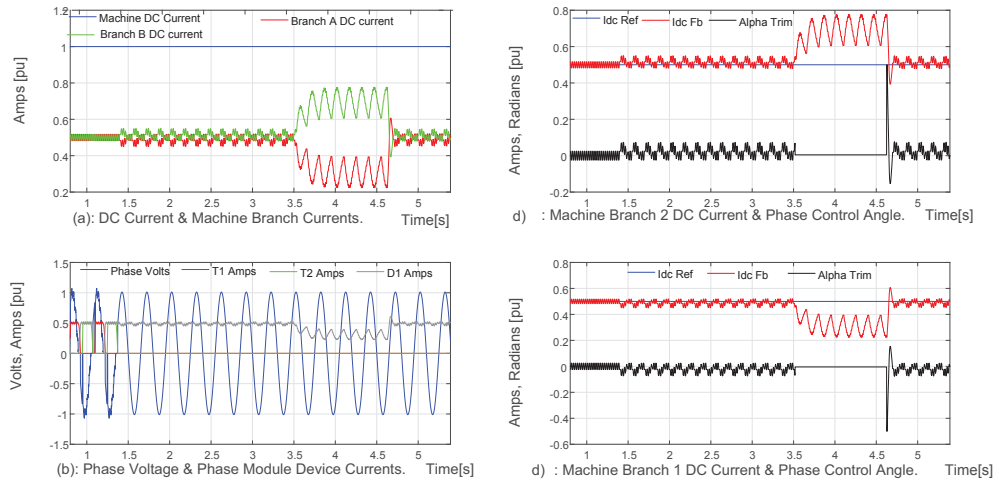 Machine DC Current
Branch A DC current
Branch B DC current
Amps [pu]
1
0.8
0.6
0.4
0.2
1 1.5 2 2.5 3 3.5 4 4.5 5
(a): DC Current & Machine Branch Currents. Time[s]
Idc Ref Idc Fb Alpha Trim
Amps, Radians [pu]
0.8
0.6
0.4
0.2
0
-0.2
1 1.5 2 2.5 3 3.5 4 4.5 5
d) : Machine Branch 2 DC Current & Phase Control Angle. Time[s]
Phase Volts T1 Amps T2 Amps D1 Amps
Volts, Amps [pu]
1.5
1
0.5
0
-0.5
-1
-1.5
1 1.5 2 2.5 3 3.5 4 4.5 5
(b): Phase Voltage & Phase Module Device Currents. Time[s]
Idc Ref Idc Fb Alpha Trim
Amps, Radians [pu]
0.8
0.6
0.4
0.2
0
-0.2
-0.4
-0.6
1 1.5 2 2.5 3 3.5 4 4.5 5
d) : Machine Branch 1 DC Current & Phase Control Angle. Time[s]